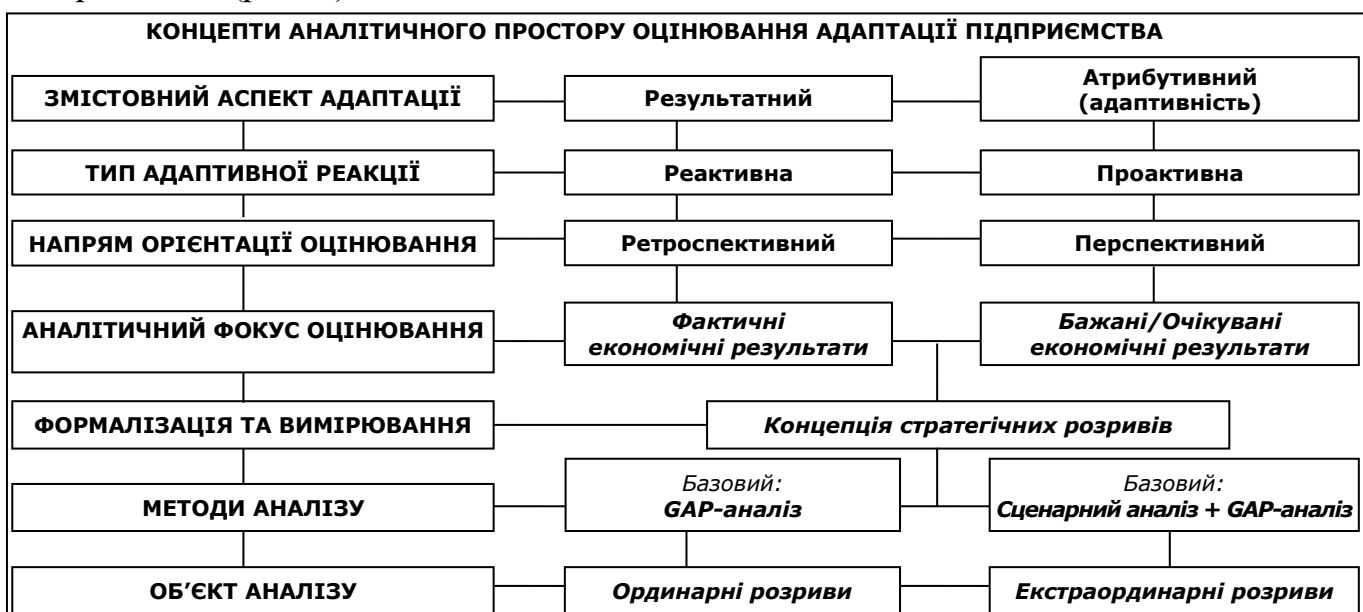 КОНЦЕПТИ АНАЛІТИЧНОГО ПРОСТОРУ ОЦІНЮВАННЯ АДАПТАЦІЇ ПІДПРИЄМСТВА
ЗМІСТОВНИЙ АСПЕКТ АДАПТАЦІЇ
Результатний
Атрибутивний
(адаптивність)
ТИП АДАПТИВНОЇ РЕАКЦІЇ
Реактивна
Проактивна
НАПРЯМ ОРІЄНТАЦІЇ ОЦІНЮВАННЯ
Ретроспективний
Перспективний
АНАЛІТИЧНИЙ ФОКУС ОЦІНЮВАННЯ
Фактичні
економічні результати
Бажані/Очікувані
економічні результати
ФОРМАЛІЗАЦІЯ ТА ВИМІРЮВАННЯ
Концепція стратегічних розривів
МЕТОДИ АНАЛІЗУ
Базовий:
GAP-аналіз
Базовий:
Сценарний аналіз + GAP-аналіз
ОБ’ЄКТ АНАЛІЗУ
Ординарні розриви
Екстраординарні розриви